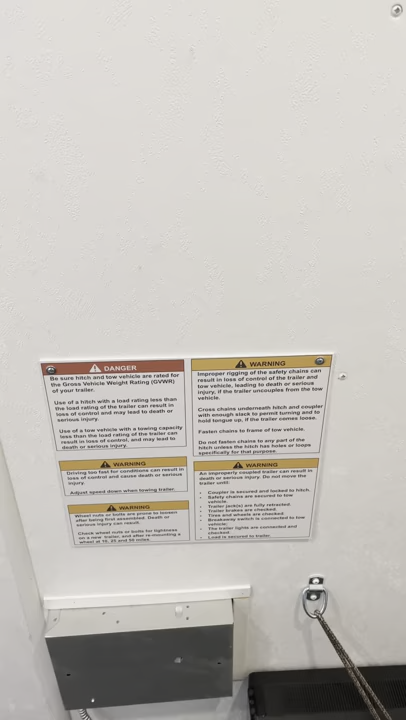 DANGER
Be sure hitch and tow vehicle are rated for
the Gross Vehicle Weight Rating (GVWR)
of your trailer.
Use of a hitch with a load rating less than
the load rating of the trailer can result in
loss of control and may lead to death or
serious injury.
Use of a tow vehicle with a towing capacity
less than the load rating of the trailer can
result in loss of control, and may lead to
death or serious injury.
WARNING
Driving too fast for conditions can result in
loss of control and cause death or serious
injury.
Adjust speed down when towing trailer.
WARNING
Wheel nuts or bolts are prone to loosen
after being first assembled. Death or
serious injury can result.
Check wheel nuts or bolts for tightness
on a new trailer, and after re-mounting a
wheel at 10, 25 and 50 miles.
WARNING
Improper rigging of the safety chains can
result in loss of control of the trailer and
tow vehicle, leading to death or serious
injury, if the trailer uncouples from the tow
vehicle.
Cross chains underneath hitch and coupler
with enough slack to permit turning and to
hold tongue up, if the trailer comes loose.
Fasten chains to frame of tow vehicle.
Do not fasten chains to any part of the
hitch unless the hitch has holes or loops
specifically for that purpose.
WARNING
An improperly coupled trailer can result in
death or serious injury. Do not move the
trailer until:
• Coupler is secured and locked to hitch.
• Safety chains are secured to tow
vehicle.
• Trailer jack(s) are fully retracted;
• Trailer brakes are checked.
• Tires and wheels are checked.
• Breakaway switch is connected to tow
vehicle;
• The trailer lights are connected and
checked
• Load is secured to trailer.